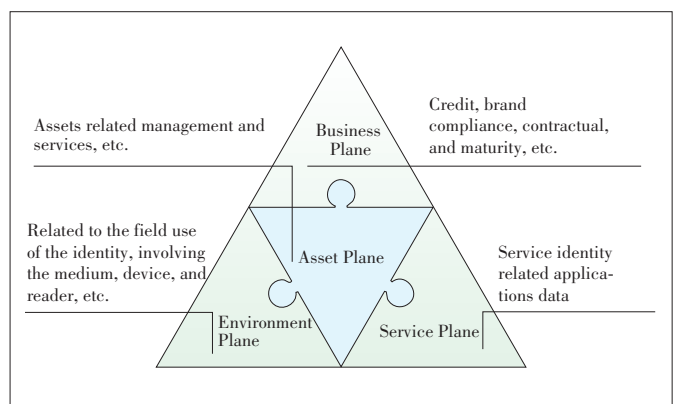 Assets related management and
services, etc.
Business
Plane
Credit, brand
compliance, contractual,
and maturity, etc.
Related to the field use
of the identity, involving
the medium, device, and
reader, etc.
Asset Plane
Service identity
related applica-
tions data
Environment
Plane
Service Plane